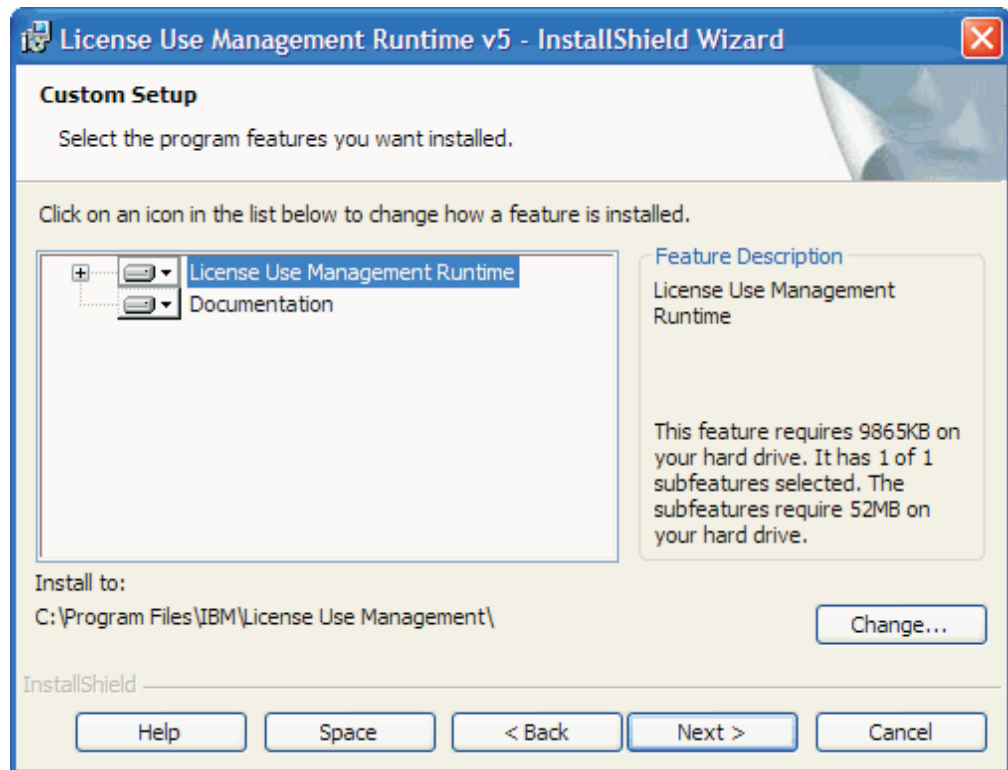 License Use Management Runtime v5 - InstallShield Wizard
Custom Setup
Select the program features you want installed.
Click on an icon in the list below to change how a feature is installed.
License Use Management Runtime
Documentation
Feature Description
License Use Management
Runtime
This feature requires 9865KB on
your hard drive. It has 1 of 1
subfeatures selected. The
subfeatures require 52MB on
your hard drive.
Install to:
C:\Program Files\IBM\License Use Management\
Change...
InstallShield
Help
Space
< Back
Next >
Cancel